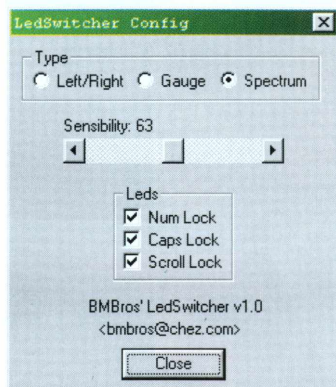 LedSwitcher Config
Type
Left/Right Gauge Spectrum
Sensibility: 63
Leds
Num Lock
Caps Lock
Scroll Lock
BMBros' LedSwitcher v1.0
<bmbros@chez.com>
Close